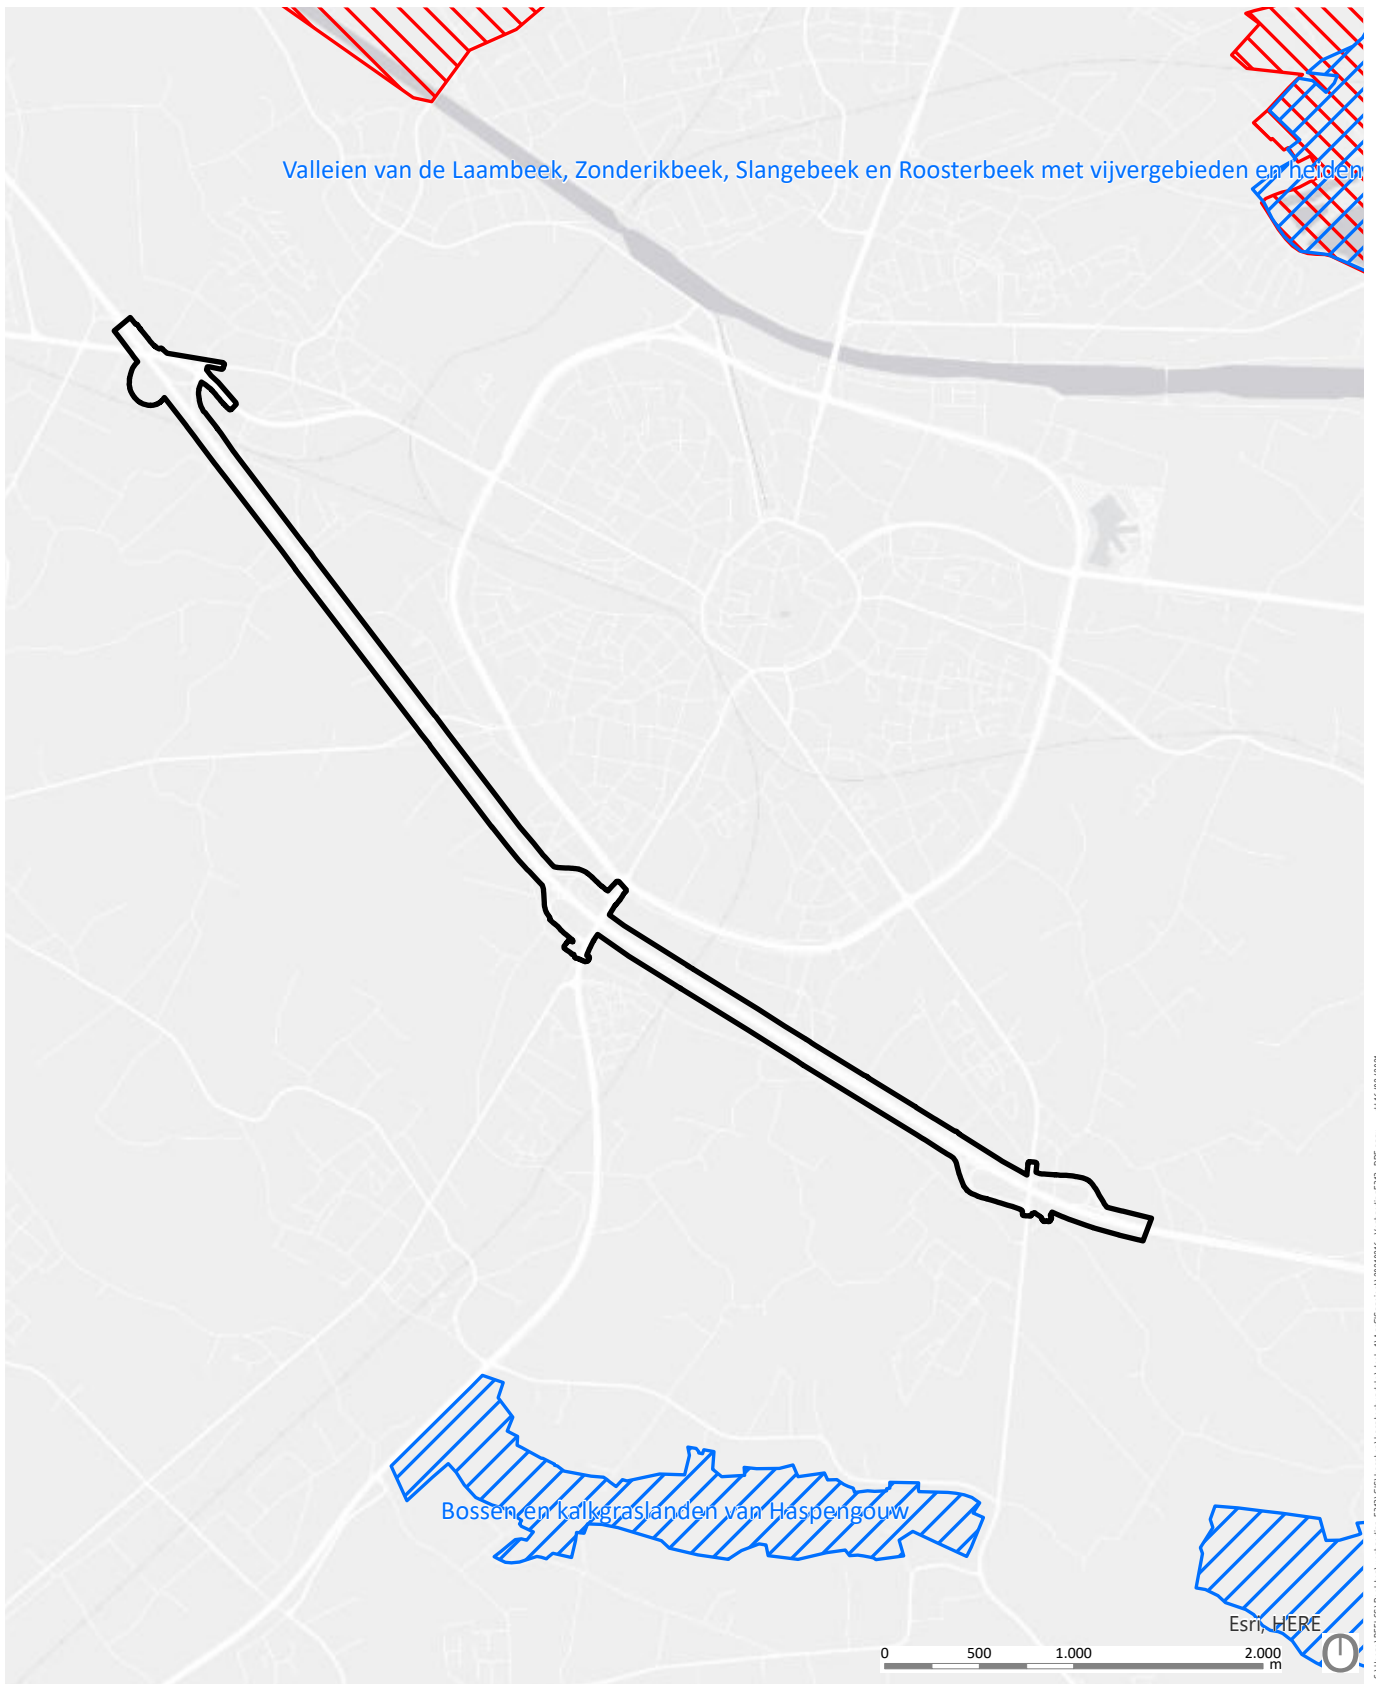 Valleien van de Laambeek, Zonderikbeek, Slangebeek en Roosterbeek met vijvergebieden en heiden
Bossen en kalkgraslanden van Haspengouw
Esri, HERE
0 500 1.000 2.000
m